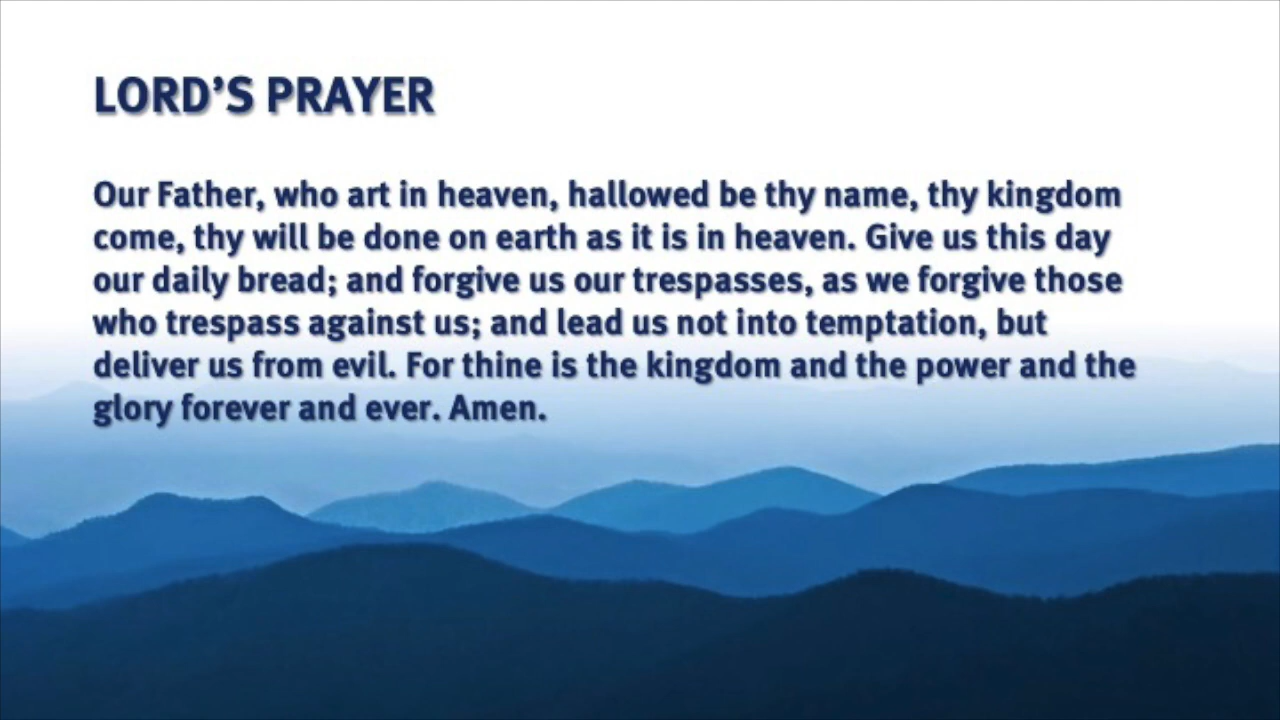 LORD’S PRAYER
Our Father, who art in heaven, hallowed be thy name, thy kingdom
come, thy will be done on earth as it is in heaven. Give us this day
our daily bread; and forgive us our trespasses, as we forgive those
who trespass against us; and lead us not into temptation, but
deliver us from evil. For thine is the kingdom and the power and the
glory forever and ever. Amen.